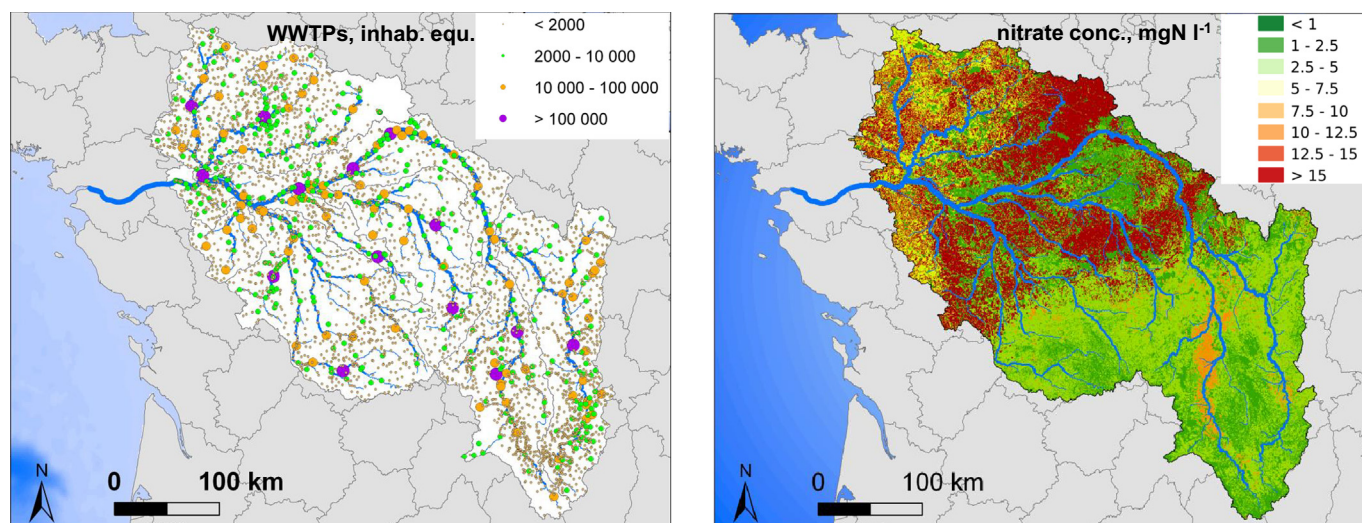 WWTPs, inhab. equ.
< 2000
2000 - 10 000
10 000 - 100 000
> 100 000
N
0 100 km
nitrate conc., mgN l-1
< 1
1 - 2.5
2.5 - 5
5 - 7.5
7.5 - 10
10 - 12.5
12.5 - 15
> 15
N
0 100 km